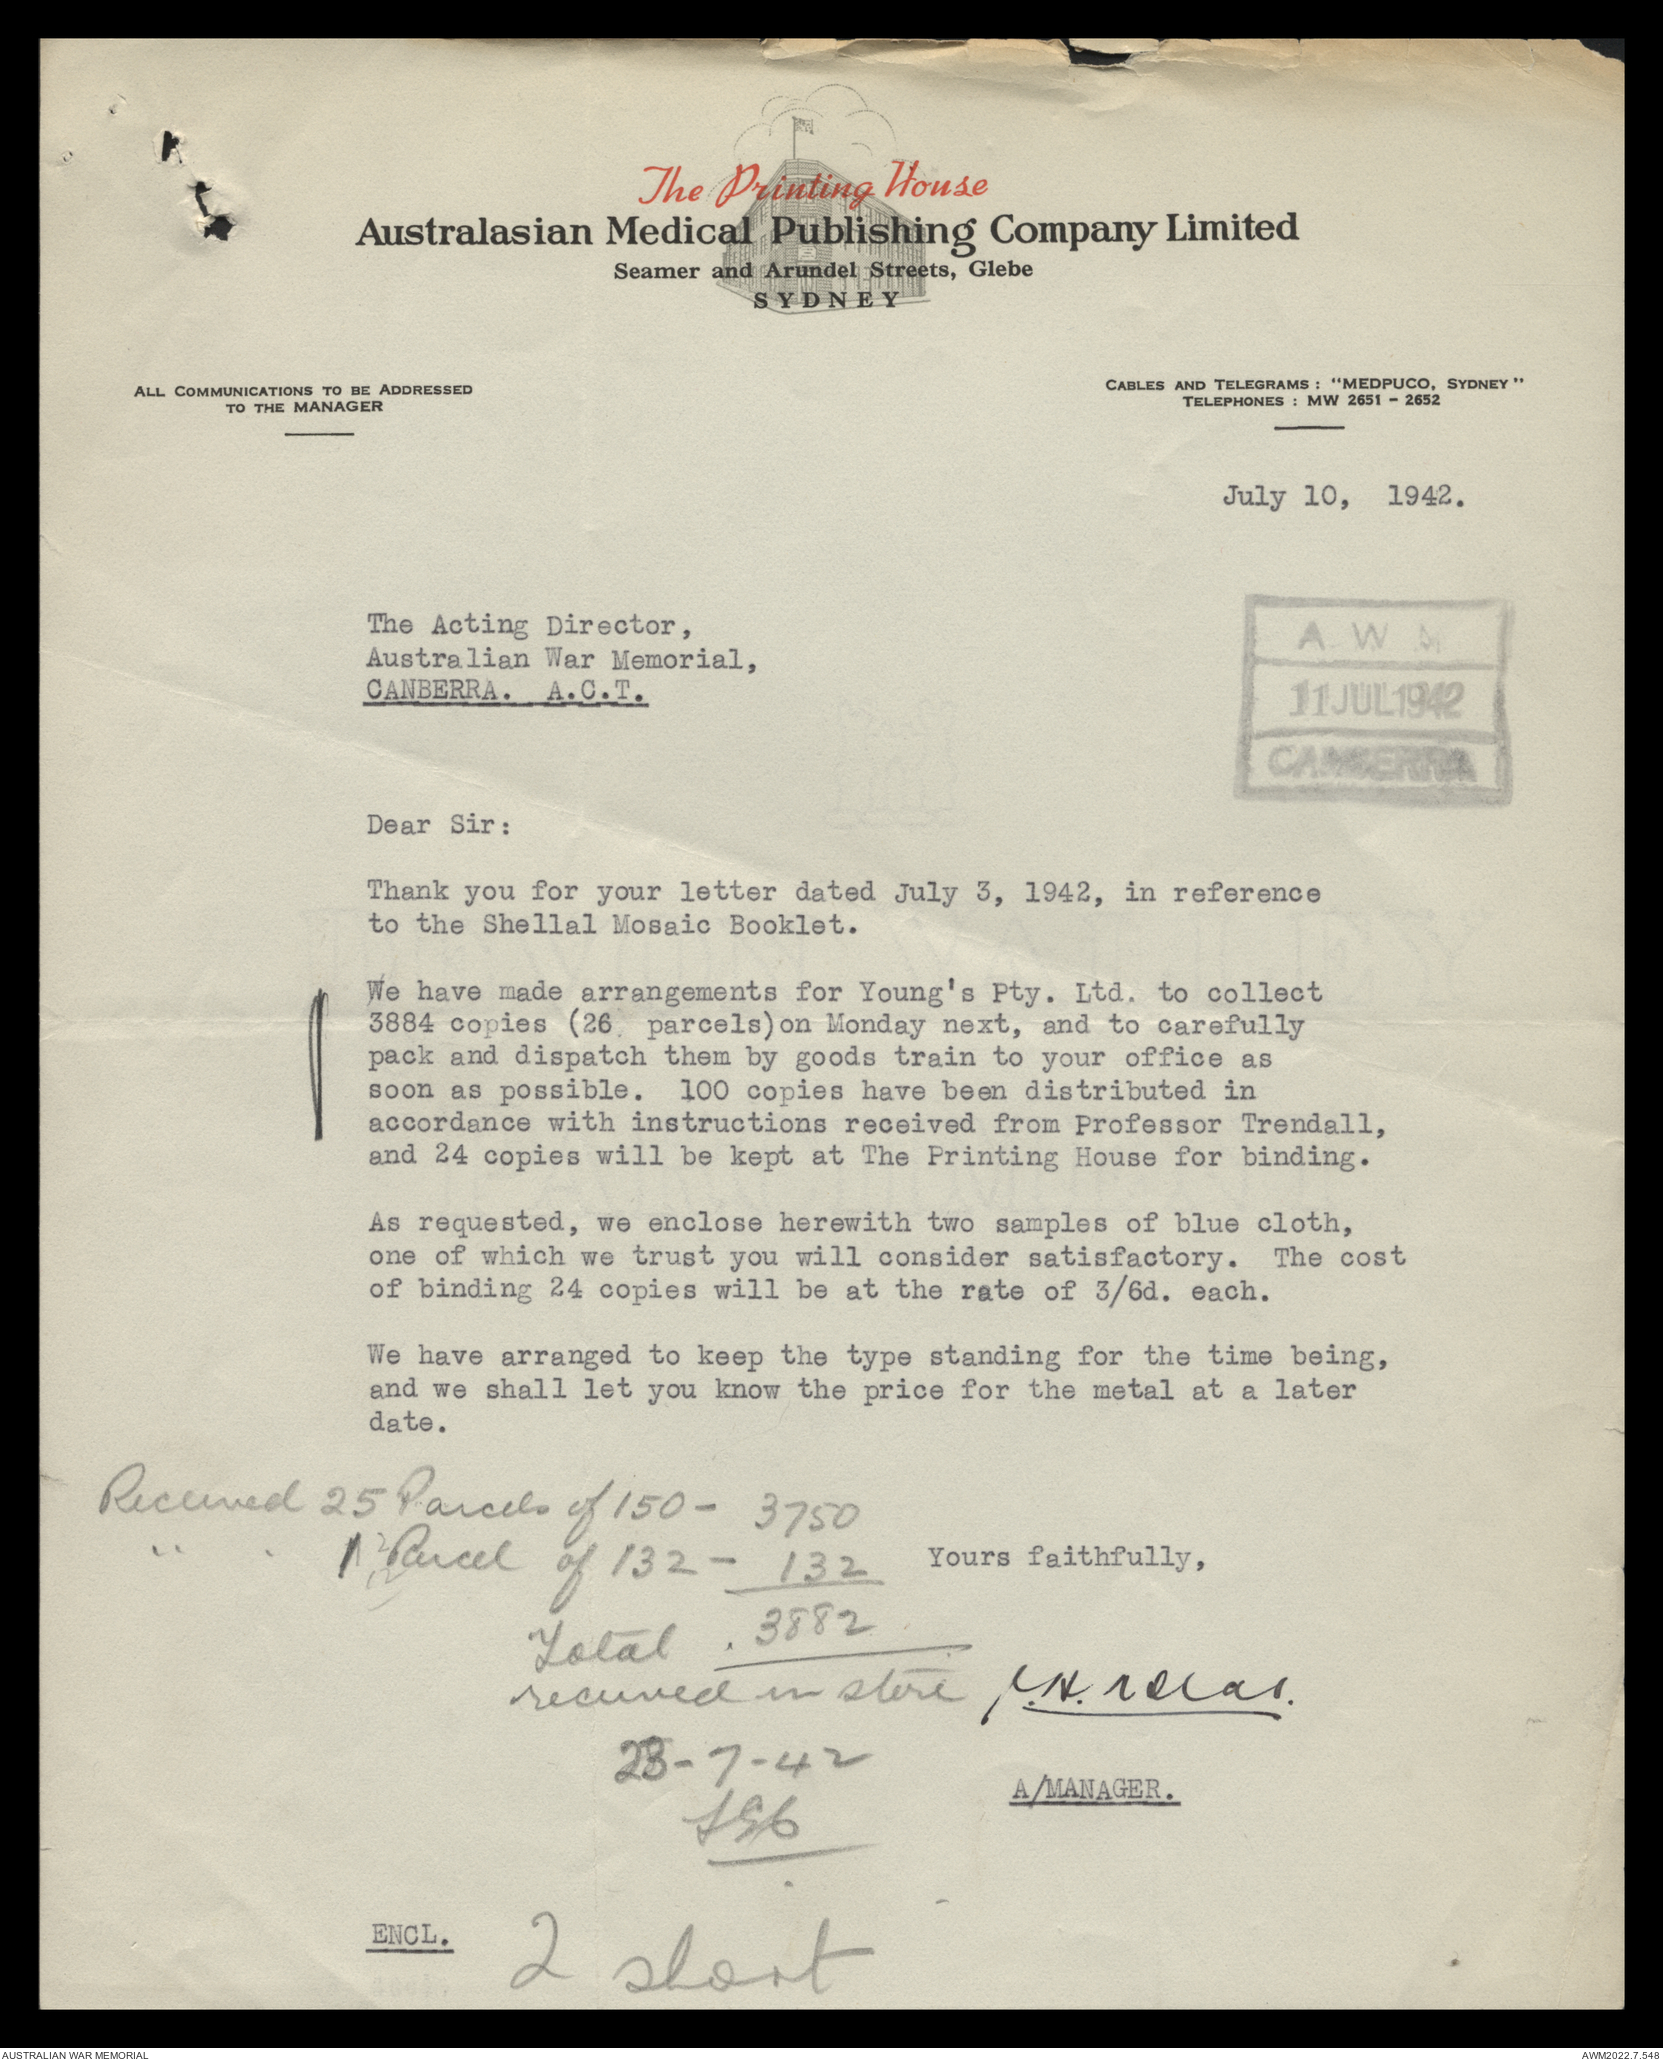 The Printing House
Australasian Medical Publishing Company Limited
Seamer and Arundel Streets, Glebe
SYDNEY
ALL COMMUNICATIONS TO BE ADDRESSED
TO THE MANAGER
CABLES AND TELEGRAMS : "MEDPUCO, SYDNEY"
TELEPHONES : MW 2651 - 2652
July 10, 1942.
The Acting Director,
Australian War Memorial,
CANBERRA. A.C.T.
A. W.
11 JUL 1942
CANBERRA
Dear Sir:
Thank you for your letter dated July 3, 1942, in reference
to the Shellal Mosaic Booklet.
We have made arrangements for Young's Pty. Ltd. to collect
3884 copies (26 parcels)on Monday next, and to carefully
pack and dispatch them by goods train to your office as
soon as possible. 100 copies have been distributed in
accordance with instructions received from Professor Trendall,
and 24 copies will be kept at The Printing House for binding.
As requested, we enclose herewith two samples of blue cloth,
one of which we trust you will consider satisfactory. The cost
of binding 24 copies will be at the rate of 3/6d. each.
We have arranged to keep the type standing for the time being,
and we shall let you know the price for the metal at a later
date.
Received 25 Parcels of 150 - 3750
" " 1 Parcel of 132 - 132
Yours faithfully,
Total 3882
received in store
23-7-42
A/MANAGER.
ENCL.
2 short
AUSTRALIAN WAR MEMORIAL
AWM2022.7.548